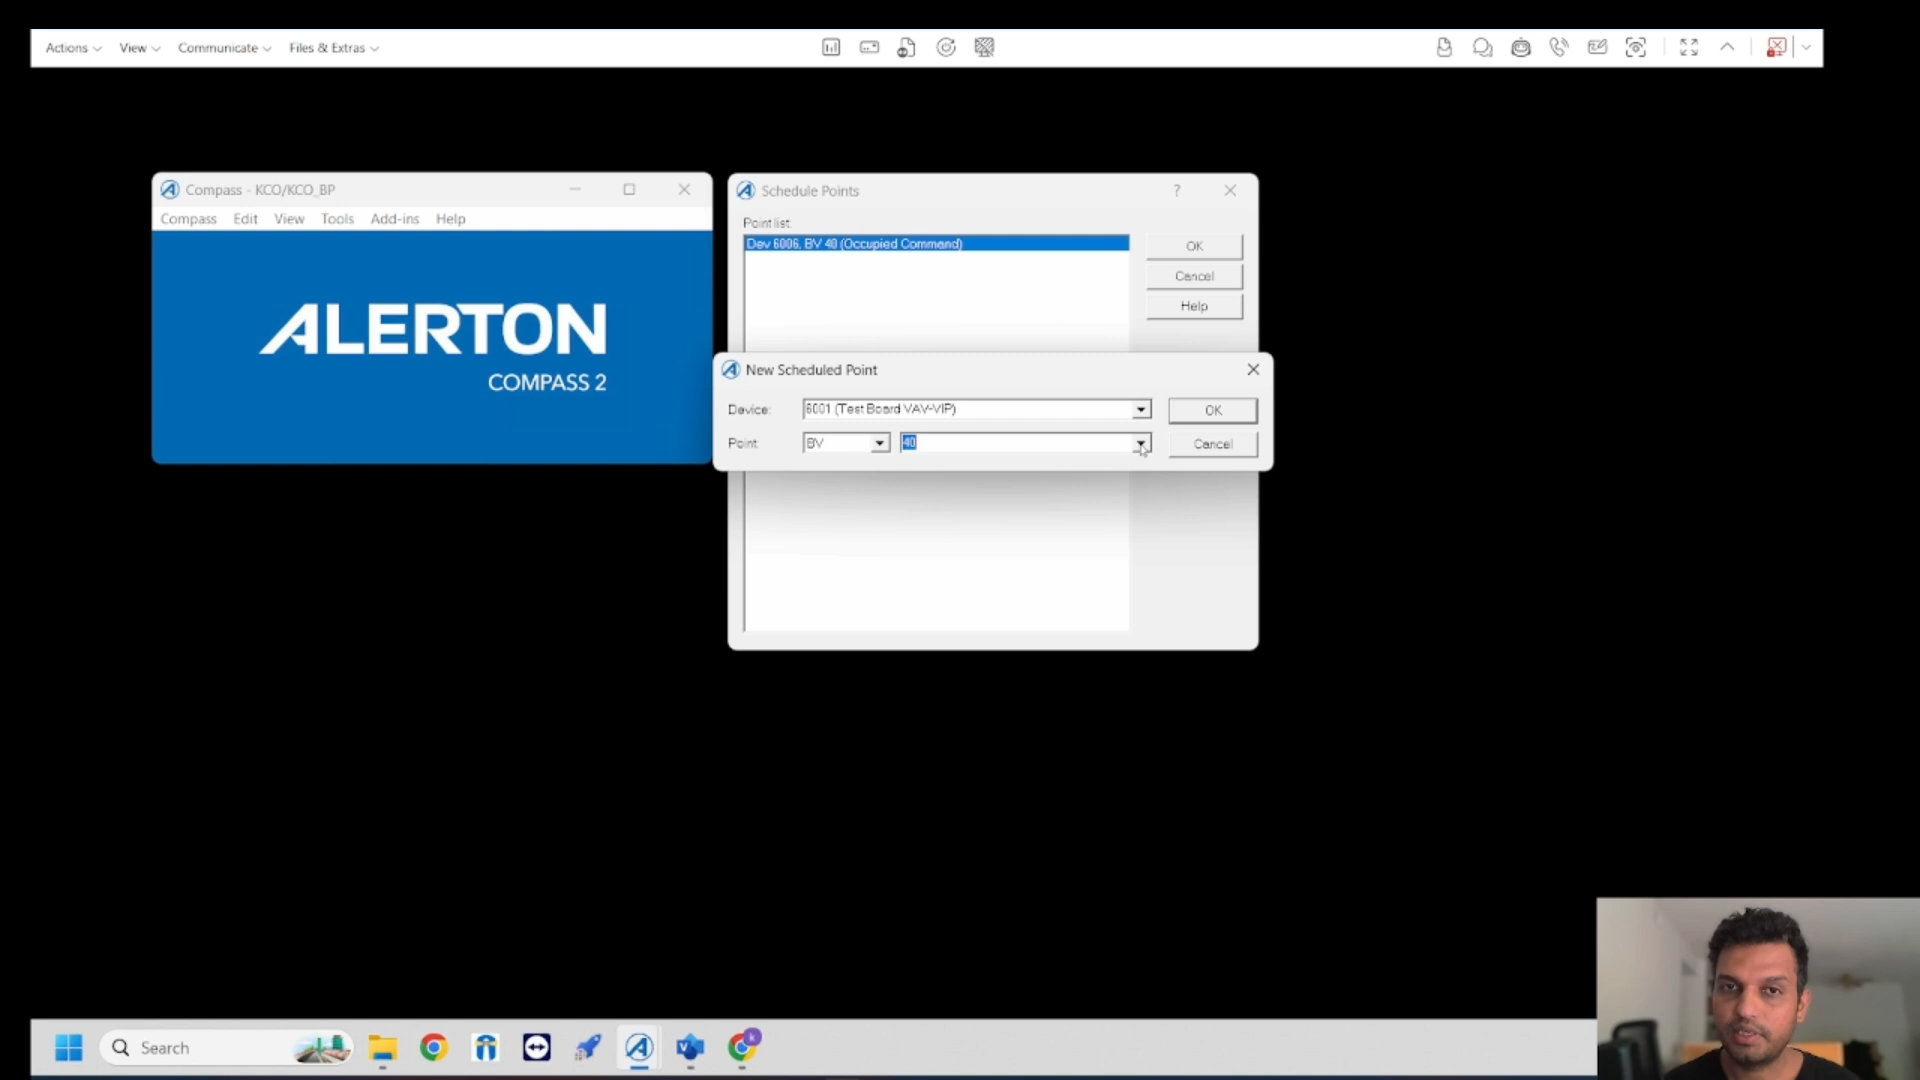 Actions View Communicate Files & Extras
Compass - KCO/KCO_BP
Compass Edit View Tools Add-ins Help
ALERTON
COMPASS 2
Schedule Points
Point list:
Dev 6006, BV 40 (Occupied Command)
OK
Cancel
Help
New Scheduled Point
Device: 6001 (Test Board VAV-VIP) OK
Point: BV 40 Cancel
Search
k